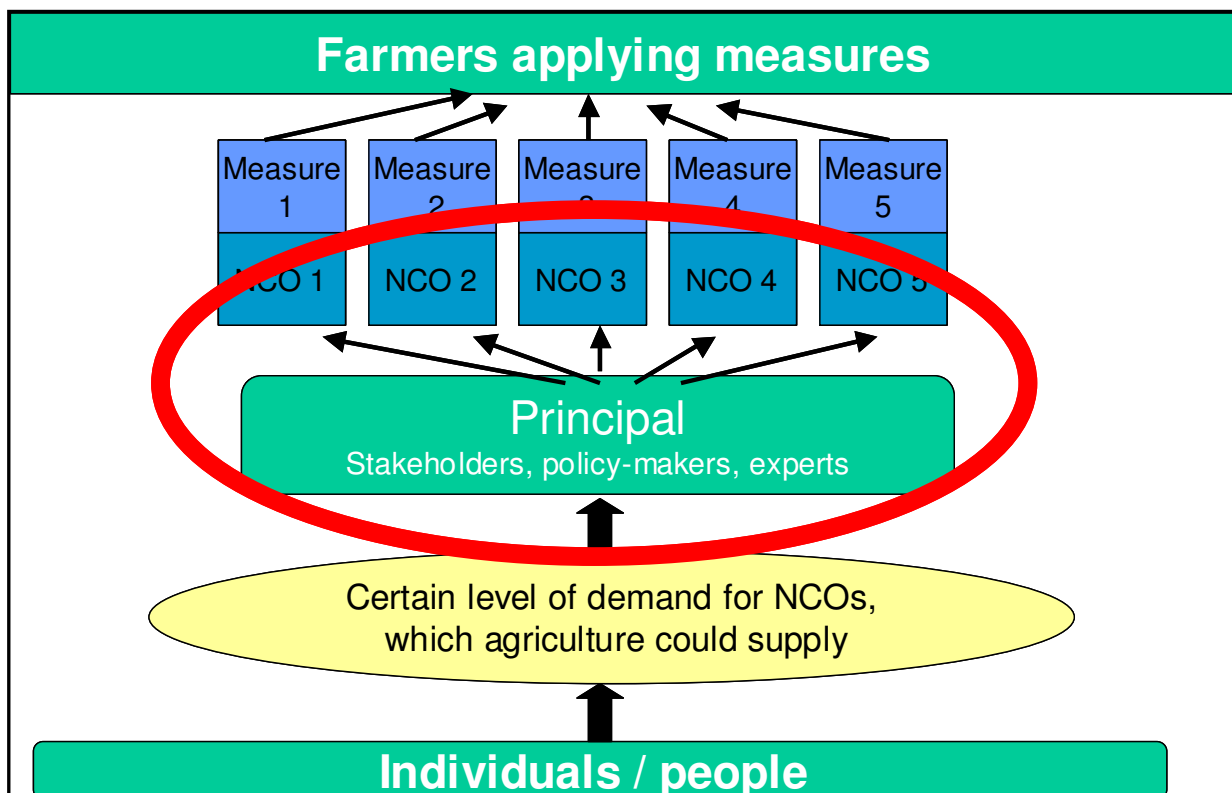 Farmers applying measures
Measure Measure Measure Measure Measure
1 2 3 4 5
NCO 1 NCO 2 NCO 3 NCO 4 NCO 5
Principal
Stakeholders, policy-makers, experts
Certain level of demand for NCOs,
which agriculture could supply
Individuals / people